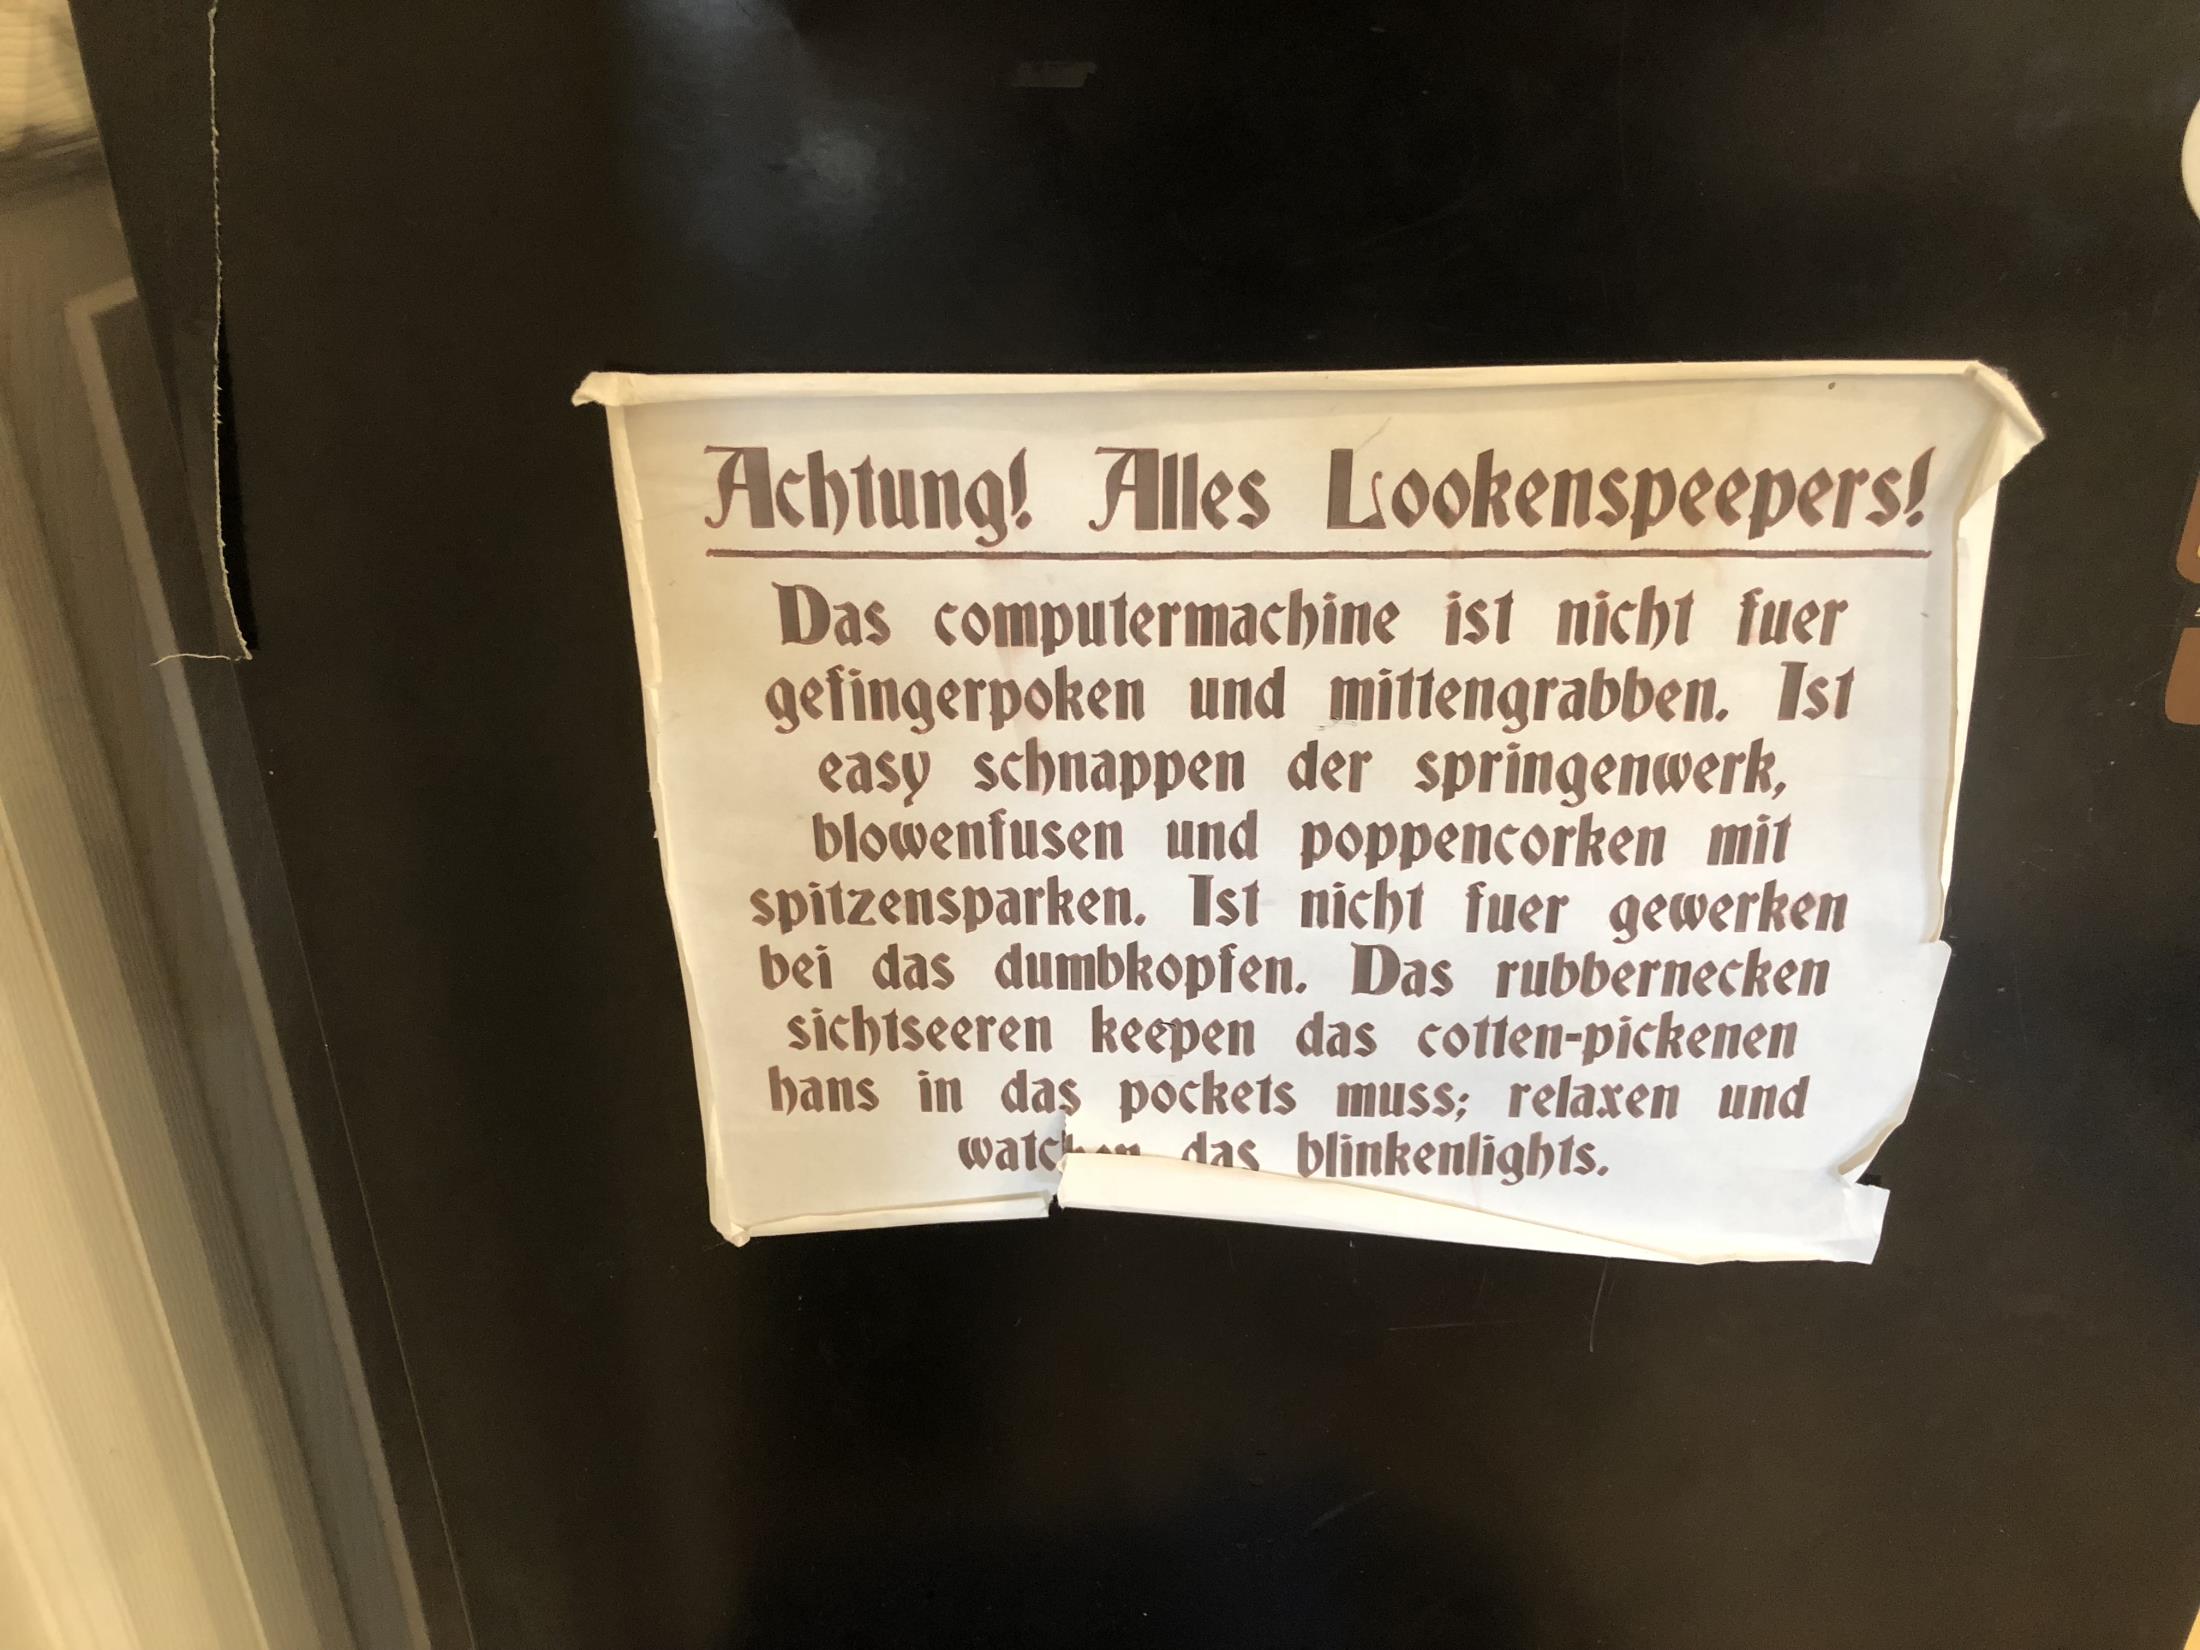 Achtung! Alles Lookenspeepers!
Das computermachine ist nicht fuer
gefingerpoken und mittengrabben. Ist
easy schnappen der springenwerk,
blowenfusen und poppencorken mit
spitzensparken. Ist nicht fuer gewerken
bei das dumbkopfen. Das rubbernecken
sichtseeren keepen das cotten-pickenen
hans in das pockets muss; relaxen und
watchen das blinkenlights.